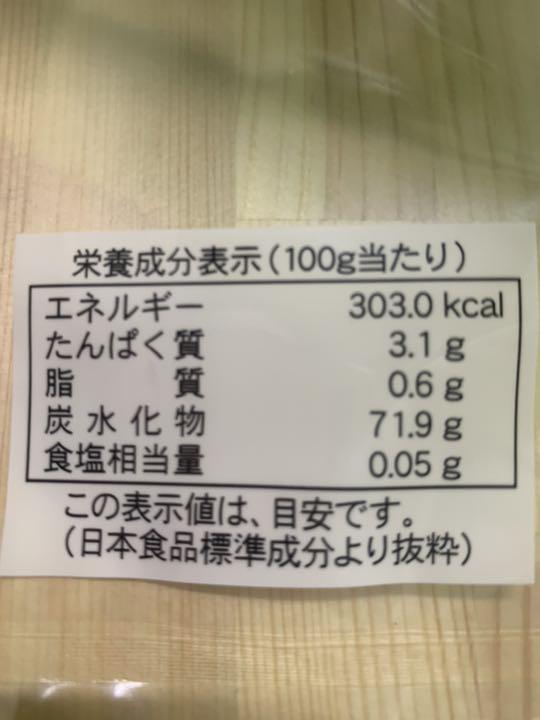 栄養成分表示(100g当たり)
エネルギー 303.0 kcal
たんぱく質 3.1 g
脂質 0.6 g
炭水化物 71.9 g
食塩相当量 0.05 g
この表示値は、目安です。
(日本食品標準成分より抜粋)